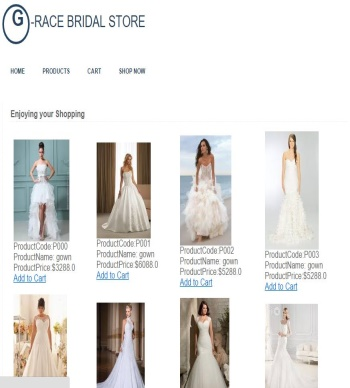 G -RACE BRIDAL STORE
HOME PRODUCTS CART SHOP NOW
Enjoying your Shopping
ProductCode:P000
ProductName: gown
ProductPrice:$3288.0
Add to Cart
ProductCode:P001
ProductName: gown
ProductPrice:$6088.0
Add to Cart
ProductCode:P002
ProductName: gown
ProductPrice:$5288.0
Add to Cart
ProductCode:P003
ProductName: gown
ProductPrice:$5288.0
Add to Cart